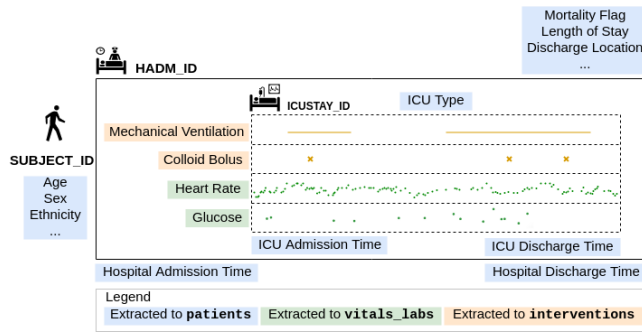 Mortality Flag
Length of Stay
Discharge Location
...
HADM_ID
ICUSTAY_ID
ICU Type
Mechanical Ventilation
Colloid Bolus
SUBJECT_ID
Age
Sex
Ethnicity
...
Heart Rate
Glucose
ICU Admission Time
ICU Discharge Time
Hospital Admission Time
Hospital Discharge Time
Legend
Extracted to patients
Extracted to vitals_labs
Extracted to interventions